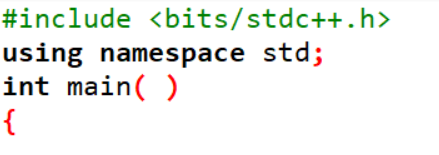 #include <bits/stdc++.h>
using namespace std;
int main( )
{